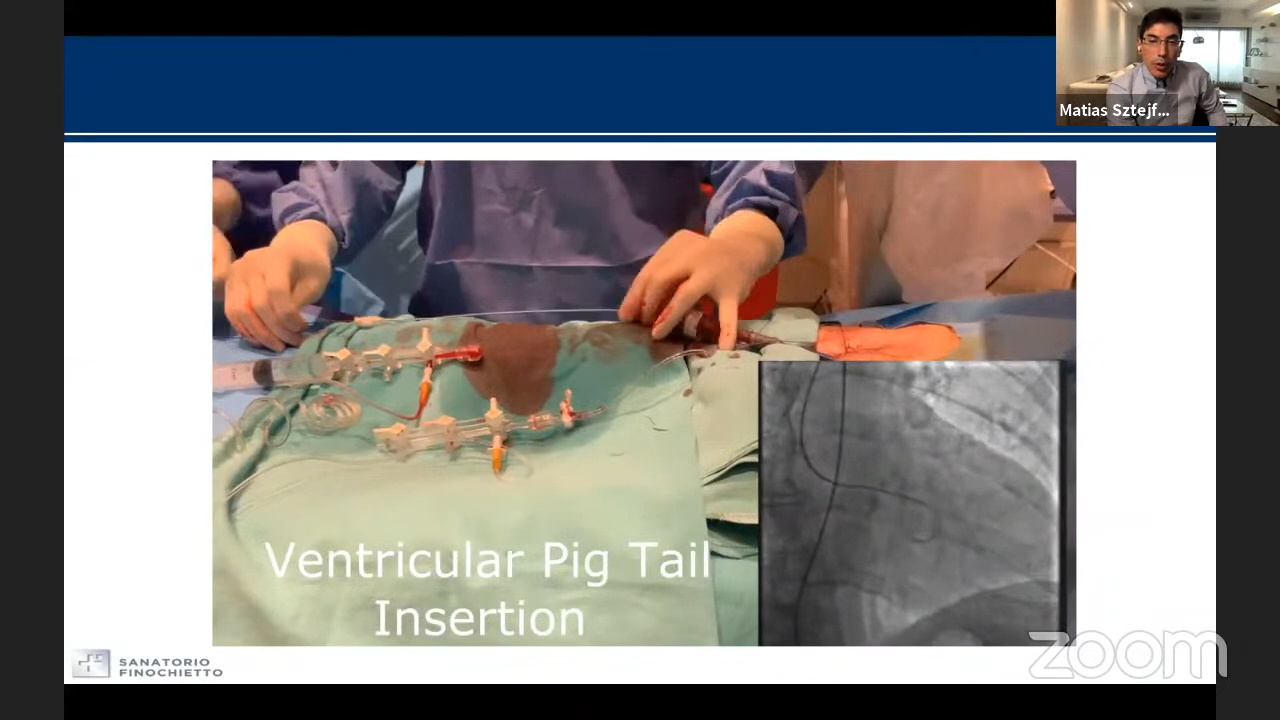 Matias Sztejf...
Ventricular Pig Tail
Insertion
SANATORIO
FINOCHIETTO
zoom